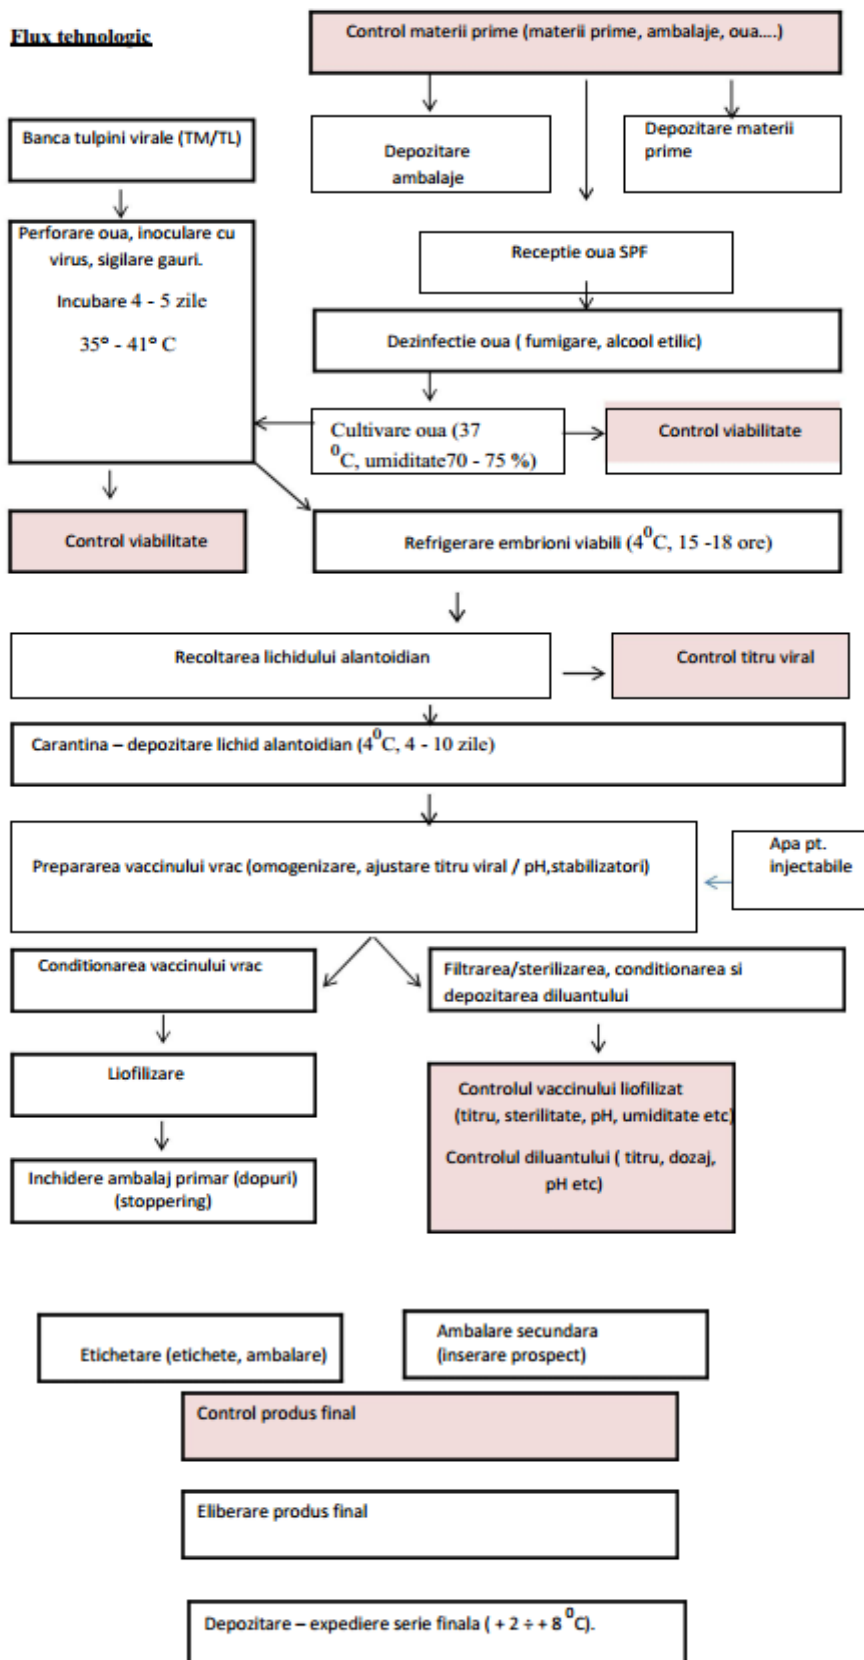 Flux tehnologic
Control materii prime (materii prime, ambalaje, oua....)
Banca tulpini virale (TM/TL)
Depozitare
ambalaje
Depozitare materii
prime
Perforare oua, inoculare cu
virus, sigilare gauri.
Incubare 4 - 5 zile
35° - 41° C
Receptie oua SPF
Dezinfectie oua ( fumigare, alcool etilic)
Cultivare oua (37
⁰C, umiditate70 - 75 %)
Control viabilitate
Control viabilitate
Refrigerare embrioni viabili (4⁰C, 15 -18 ore)
Recoltarea lichidului alantoidian
Control titru viral
Carantina – depozitare lichid alantoidian (4⁰C, 4 - 10 zile)
Prepararea vaccinului vrac (omogenizare, ajustare titru viral / pH,stabilizatori)
Apa pt.
injectabile
Conditionarea vaccinului vrac
Filtrarea/sterilizarea, conditionarea si
depozitarea diluantului
Liofilizare
Controlul vaccinului liofilizat
(titru, sterilitate, pH, umiditate etc)
Controlul diluantului ( titru, dozaj,
pH etc)
Inchidere ambalaj primar (dopuri)
(stoppering)
Etichetare (etichete, ambalare)
Ambalare secundara
(inserare prospect)
Control produs final
Eliberare produs final
Depozitare – expediere serie finala ( + 2 ÷ + 8 ⁰C).